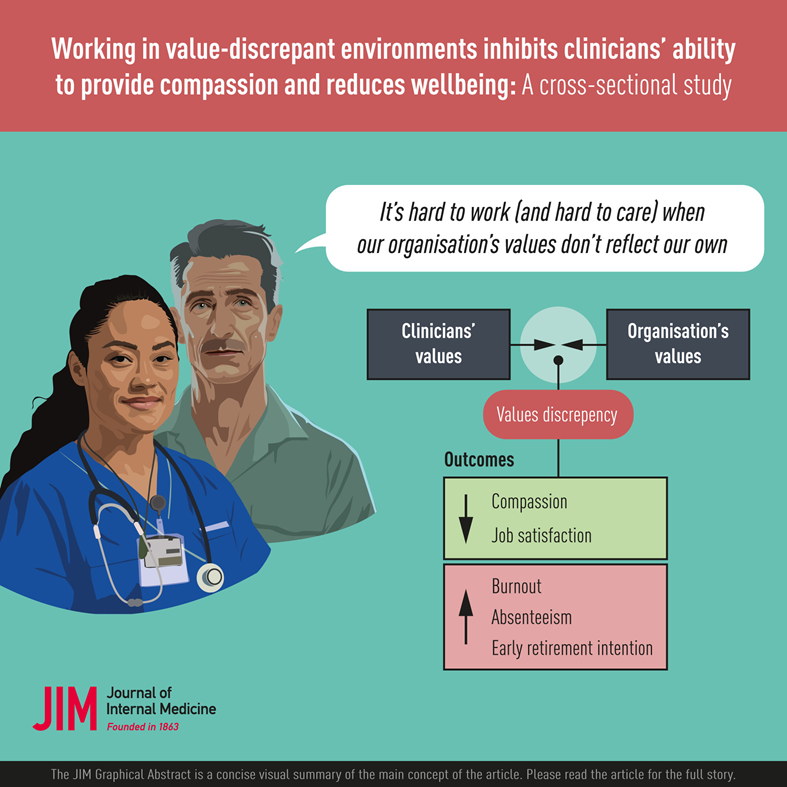 Working in value-discrepant environments inhibits clinicians’ ability
to provide compassion and reduces wellbeing: A cross-sectional study
It’s hard to work (and hard to care) when
our organisation’s values don’t reflect our own
Clinicians’
values
Organisation’s
values
Values discrepency
Outcomes
Compassion
Job satisfaction
Burnout
Absenteeism
Early retirement intention
JIM
Journal of
Internal Medicine
Founded in 1863
The JIM Graphical Abstract is a concise visual summary of the main concept of the article. Please read the article for the full story.